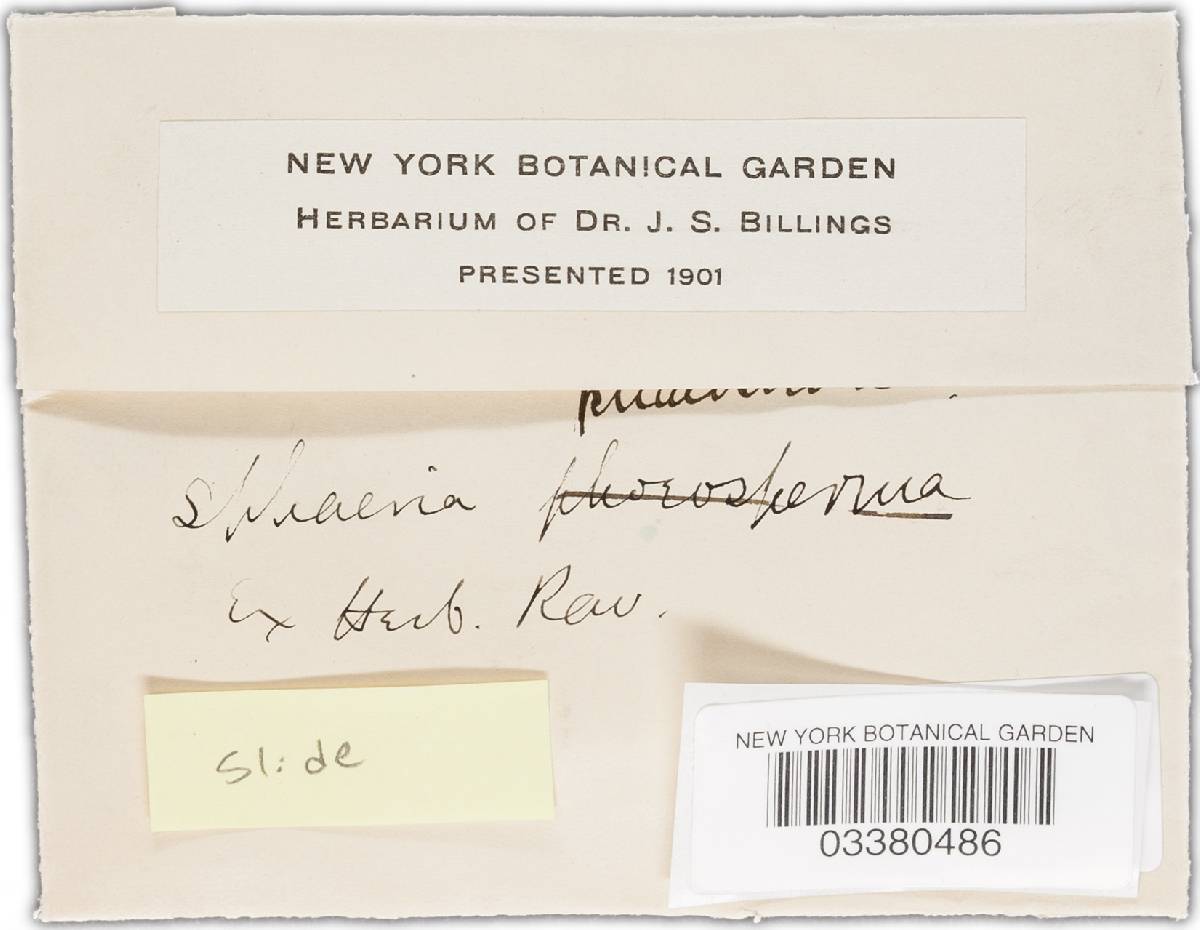 NEW YORK BOTANICAL GARDEN
HERBARIUM OF DR. J. S. BILLINGS
PRESENTED 1901
Sphaeria phoeosperma
Ex Herb. Rav.
Slide
NEW YORK BOTANICAL GARDEN
03380486